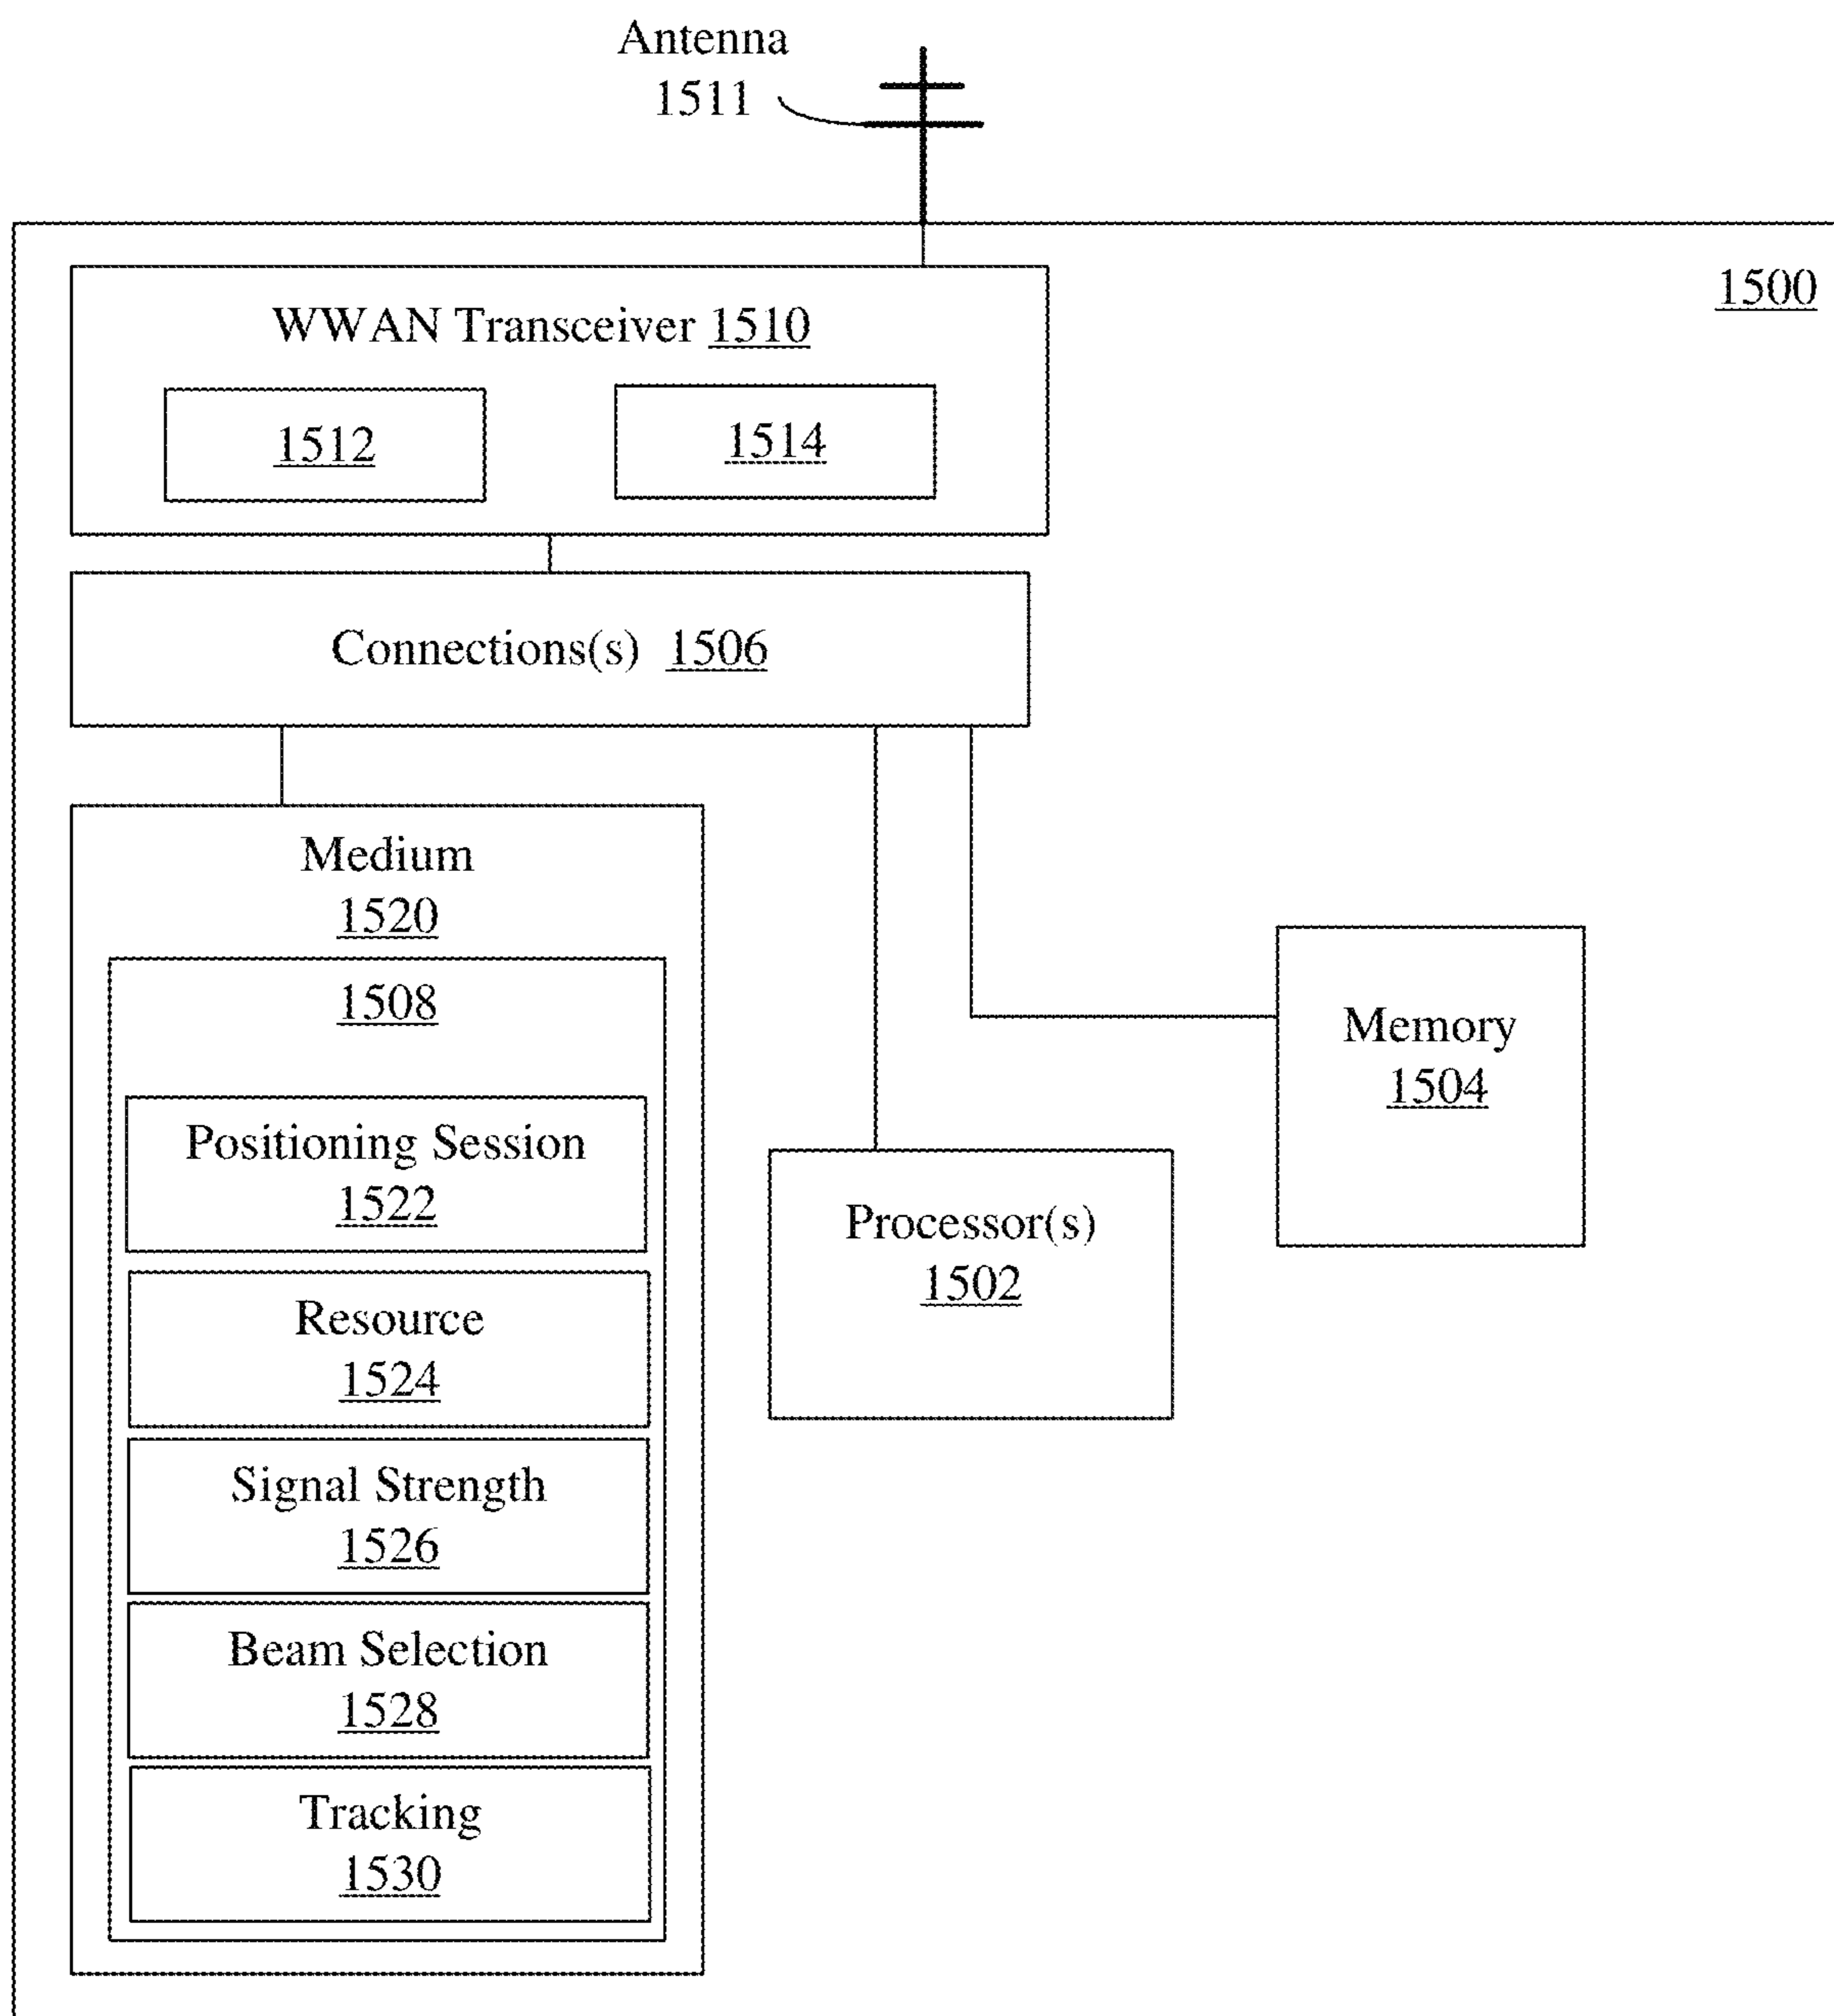 Antenna
1511
1500
WWAN Transceiver 1510
1512
1514
Connections(s) 1506
Medium
1520
1508
Positioning Session
1522
Resource
1524
Signal Strength
1526
Beam Selection
1528
Tracking
1530
Processor(s)
1502
Memory
1504